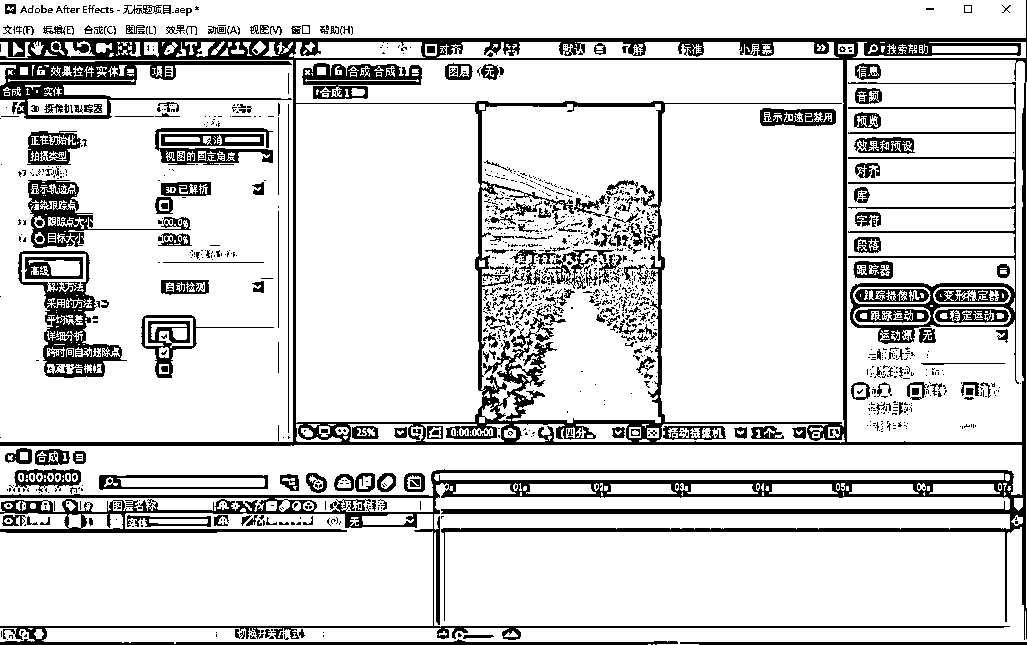 Adobe After Effects - 无标题项目.aep *
文件(F) 编辑(E) 合成(C) 图层(L) 效果(T) 动画(A) 视图(V) 窗口 帮助(H)
对齐 默认 了解 标准 小屏幕 搜索帮助
效果控件 实体 项目
合成 1 · 实体
fx 3D 摄像机跟踪器 重置 关于
正在初始化 取消
拍摄类型 视图的固定角度
显示轨迹点 3D 已解析
渲染跟踪点
跟踪点大小 100.0%
目标大小 100.0%
高级
解决方法 自动检测
采用的方法
平均误差
详细分析
跨时间自动删除点
隐藏警告横幅
合成 合成 1 图层 (无)
合成 1
显示加速已禁用
25% 0:00:00:00 活动摄像机
信息
音频
预览
效果和预设
对齐
库
字符
段落
跟踪器
跟踪摄像机 变形稳定器
跟踪运动 稳定运动
运动源 无
合成 1
0:00:00:00
01s 02s 03s 04s 05s 06s
图层名称 父级和链接
实体 无
切换开关/模式